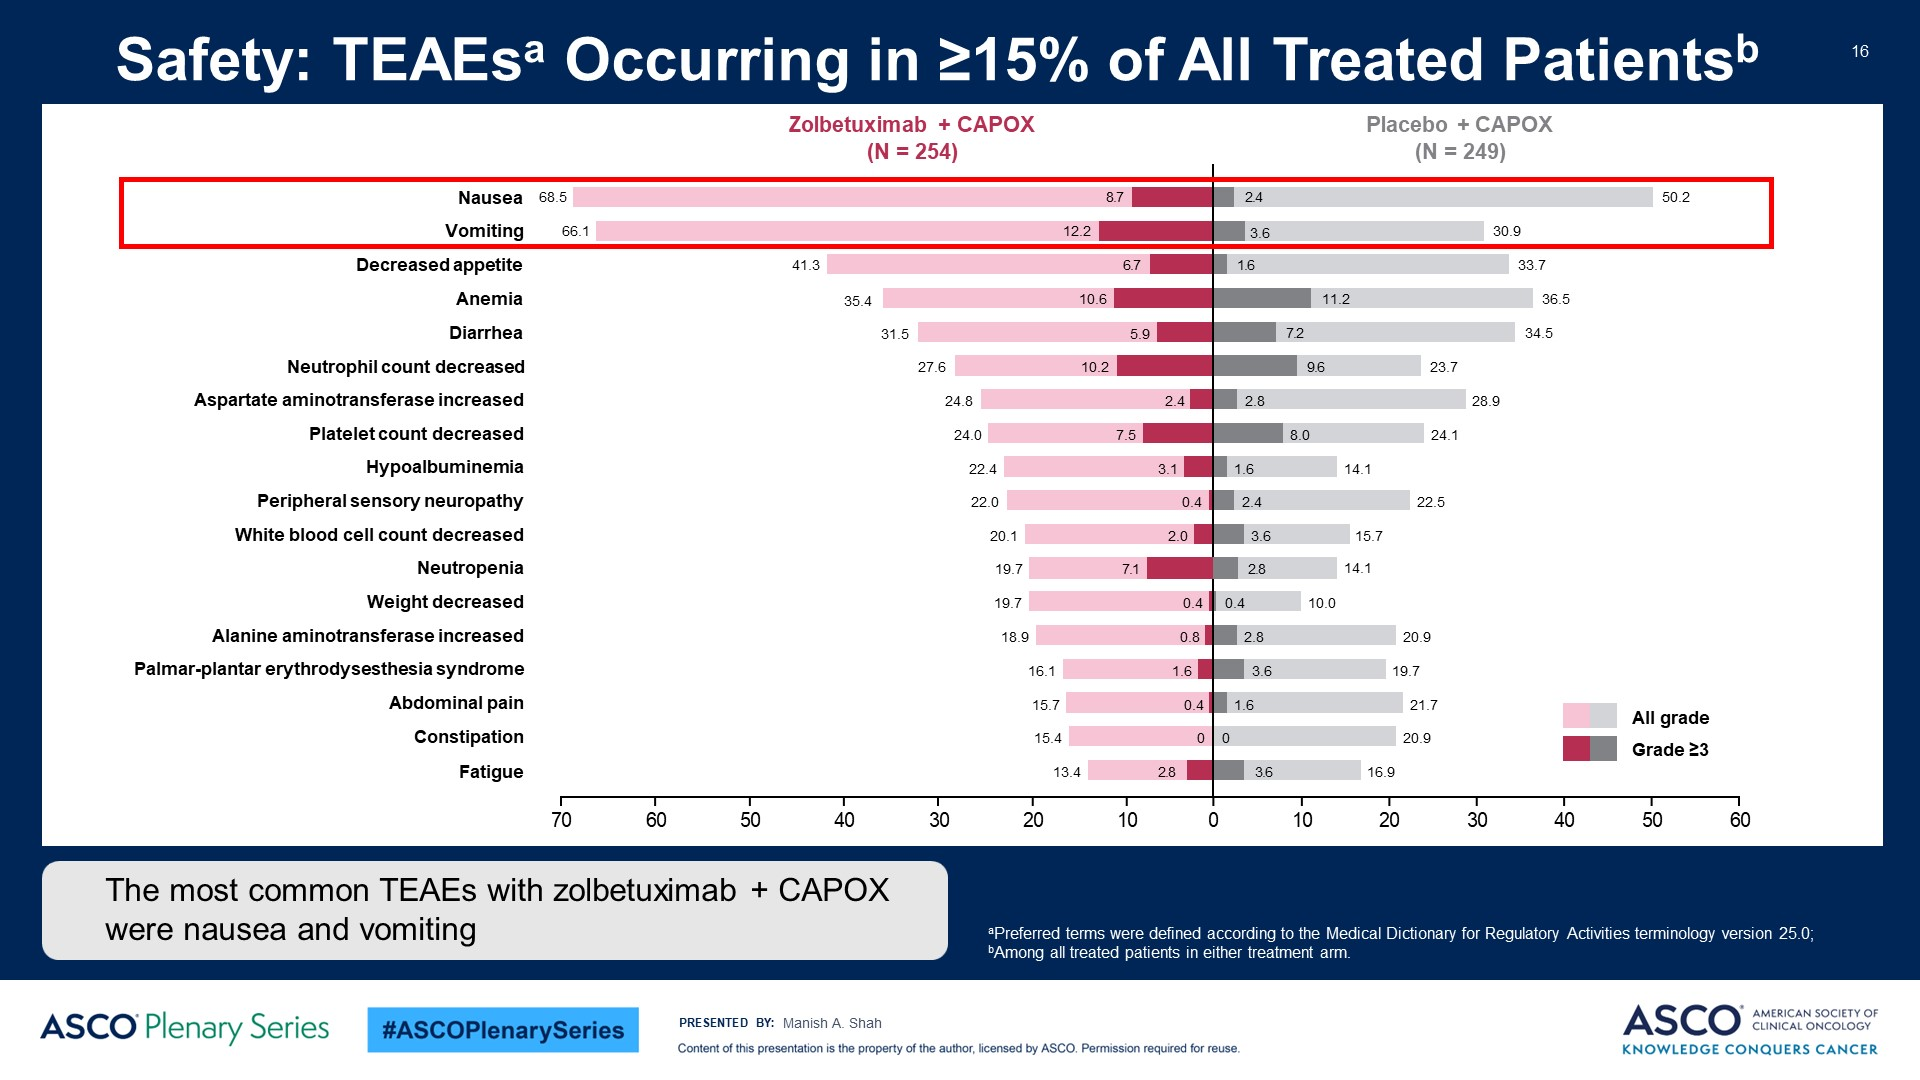 Safety: TEAEsᵃ Occurring in ≥15% of All Treated Patientsᵇ
16
Zolbetuximab + CAPOX
(N = 254)
Placebo + CAPOX
(N = 249)
Nausea 68.5 8.7 2.4 50.2
Vomiting 66.1 12.2 3.6 30.9
Decreased appetite 41.3 6.7 1.6 33.7
Anemia 35.4 10.6 11.2 36.5
Diarrhea 31.5 5.9 7.2 34.5
Neutrophil count decreased 27.6 10.2 9.6 23.7
Aspartate aminotransferase increased 24.8 2.4 2.8 28.9
Platelet count decreased 24.0 7.5 8.0 24.1
Hypoalbuminemia 22.4 3.1 1.6 14.1
Peripheral sensory neuropathy 22.0 0.4 2.4 22.5
White blood cell count decreased 20.1 2.0 3.6 15.7
Neutropenia 19.7 7.1 2.8 14.1
Weight decreased 19.7 0.4 0.4 10.0
Alanine aminotransferase increased 18.9 0.8 2.8 20.9
Palmar-plantar erythrodysesthesia syndrome 16.1 1.6 3.6 19.7
Abdominal pain 15.7 0.4 1.6 21.7
Constipation 15.4 0 0 20.9
Fatigue 13.4 2.8 3.6 16.9
All grade
Grade ≥3
70 60 50 40 30 20 10 0 10 20 30 40 50 60
The most common TEAEs with zolbetuximab + CAPOX
were nausea and vomiting
ᵃPreferred terms were defined according to the Medical Dictionary for Regulatory Activities terminology version 25.0;
ᵇAmong all treated patients in either treatment arm.
ASCO Plenary Series
#ASCOPlenarySeries
PRESENTED BY: Manish A. Shah
Content of this presentation is the property of the author, licensed by ASCO. Permission required for reuse.
ASCO AMERICAN SOCIETY OF
CLINICAL ONCOLOGY
KNOWLEDGE CONQUERS CANCER